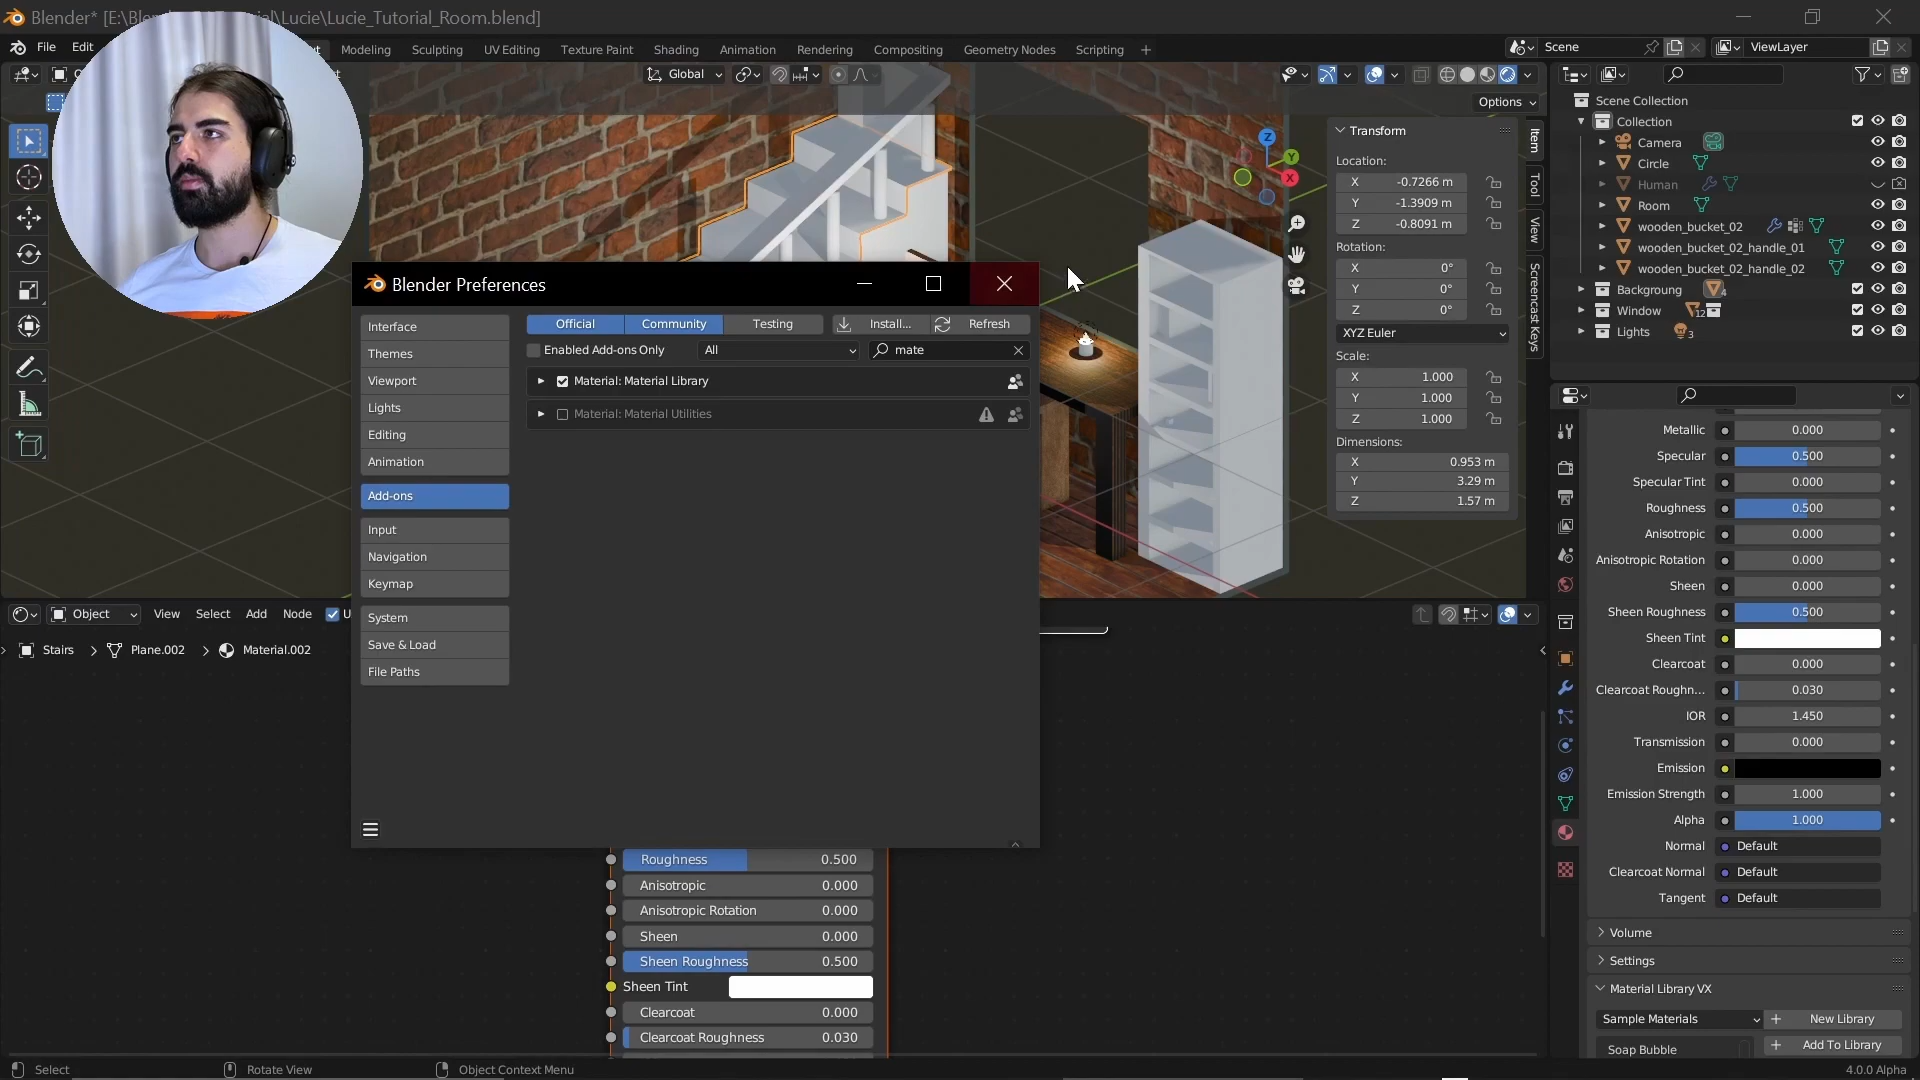 Blender* [E:\Blender\Tutorial\Lucie\Lucie_Tutorial_Room.blend]
File Edit
Modeling Sculpting UV Editing Texture Paint Shading Animation Rendering Compositing Geometry Nodes Scripting +
Scene ViewLayer
Global
Options
Transform
Location:
X -0.7266 m
Y -1.3909 m
Z -0.8091 m
Rotation:
X 0°
Y 0°
Z 0°
XYZ Euler
Scale:
X 1.000
Y 1.000
Z 1.000
Dimensions:
X 0.953 m
Y 3.29 m
Z 1.57 m
Item
Tool
View
Screencast Keys
Z
Y
X
Scene Collection
Collection
Camera
Circle
Human
Room
wooden_bucket_02
wooden_bucket_02_handle_01
wooden_bucket_02_handle_02
Background 4
Window 12
Lights 3
Blender Preferences
Interface
Themes
Viewport
Lights
Editing
Animation
Add-ons
Input
Navigation
Keymap
System
Save & Load
File Paths
Official Community Testing Install... Refresh
Enabled Add-ons Only All mate
Material: Material Library
Material: Material Utilities
Object View Select Add Node U
Stairs Plane.002 Material.002
Roughness 0.500
Anisotropic 0.000
Anisotropic Rotation 0.000
Sheen 0.000
Sheen Roughness 0.500
Sheen Tint
Clearcoat 0.000
Clearcoat Roughness 0.030
Metallic 0.000
Specular 0.500
Specular Tint 0.000
Roughness 0.500
Anisotropic 0.000
Anisotropic Rotation 0.000
Sheen 0.000
Sheen Roughness 0.500
Sheen Tint
Clearcoat 0.000
Clearcoat Roughn... 0.030
IOR 1.450
Transmission 0.000
Emission
Emission Strength 1.000
Alpha 1.000
Normal Default
Clearcoat Normal Default
Tangent Default
Volume
Settings
Material Library VX
Sample Materials + New Library
Soap Bubble + Add To Library
Select Rotate View Object Context Menu 4.0.0 Alpha